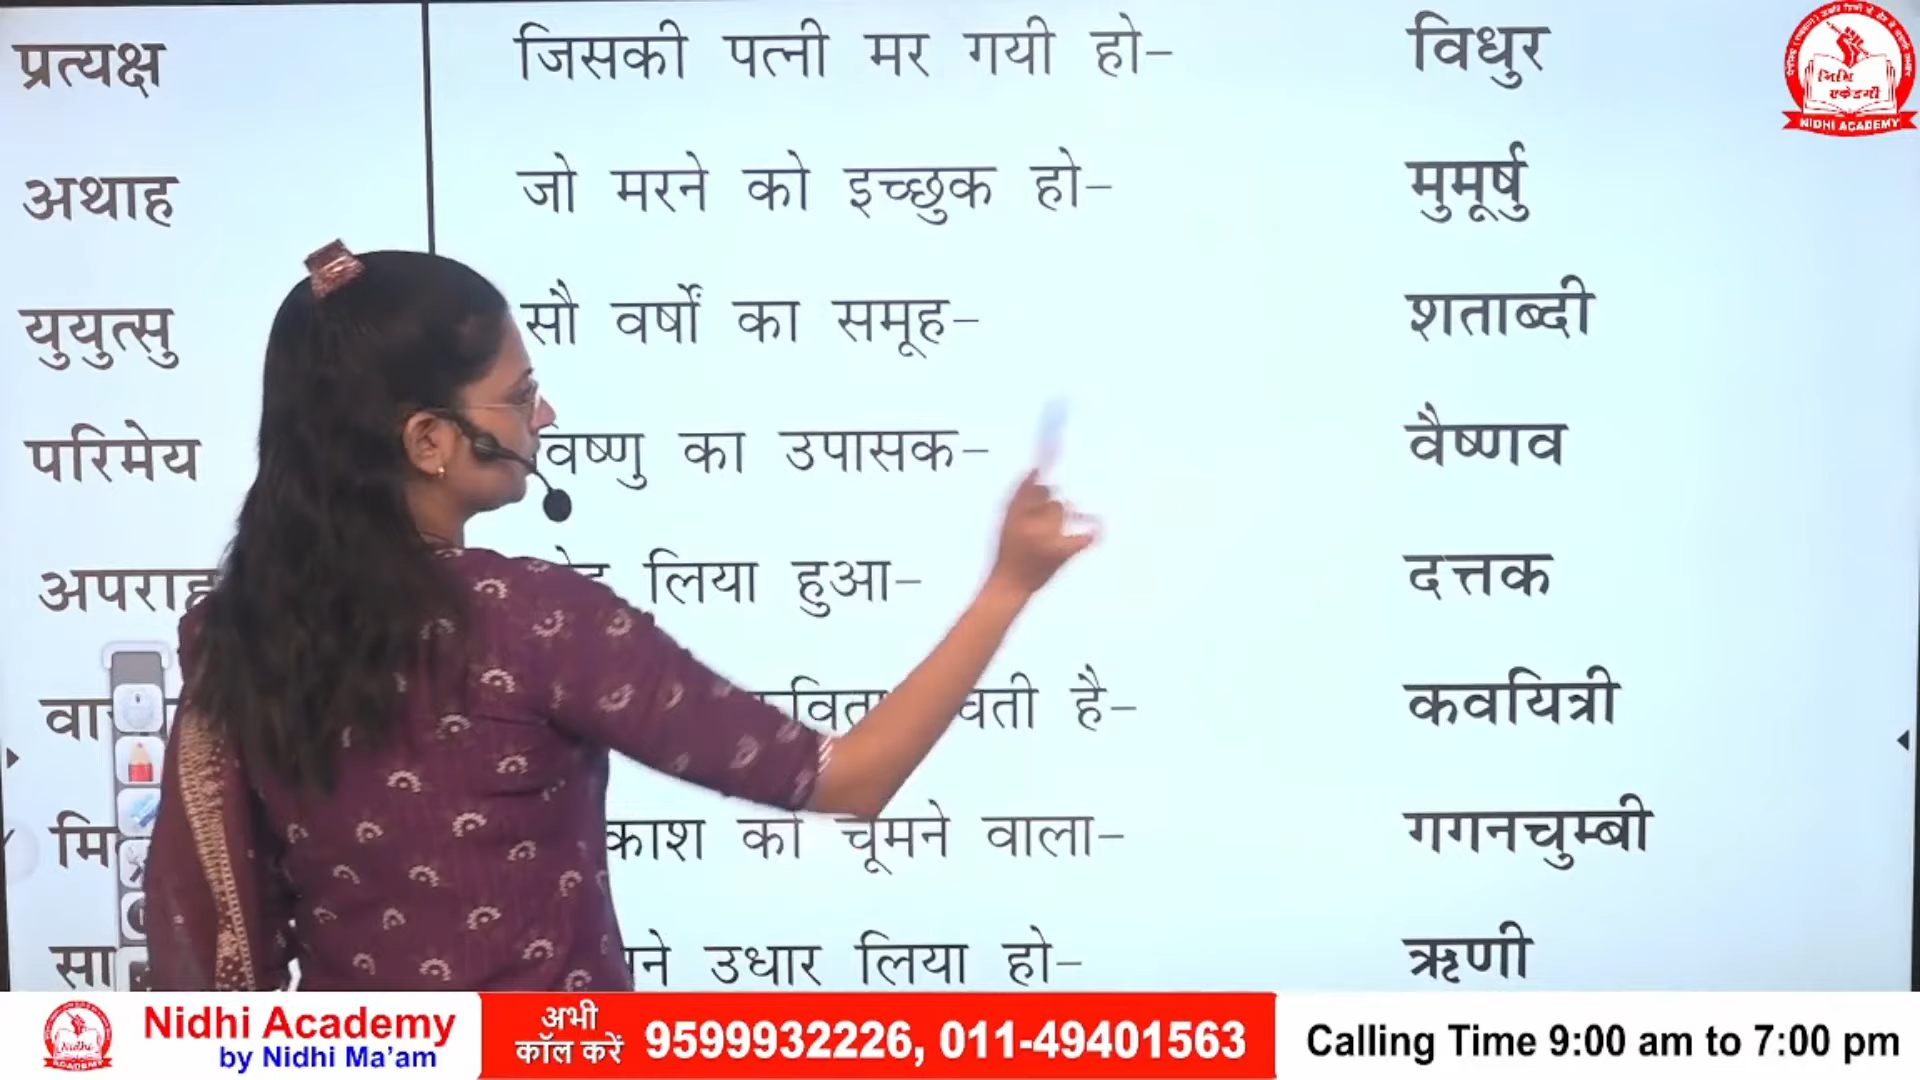 प्रत्यक्ष जिसकी पत्नी मर गयी हो- विधुर
अथाह जो मरने को इच्छुक हो- मुमूर्षु
युयुत्सु सौ वर्षों का समूह- शताब्दी
परिमेय का उपासक- वैष्णव
लिया हुआ- दत्तक
है- कवयित्री
को चूमने वाला- गगनचुम्बी
उधार लिया हो- ऋणी
निधि
एकेडमी
NIDHI ACADEMY
Nidhi Academy
by Nidhi Ma'am
अभी
कॉल करें
9599932226, 011-49401563
Calling Time 9:00 am to 7:00 pm